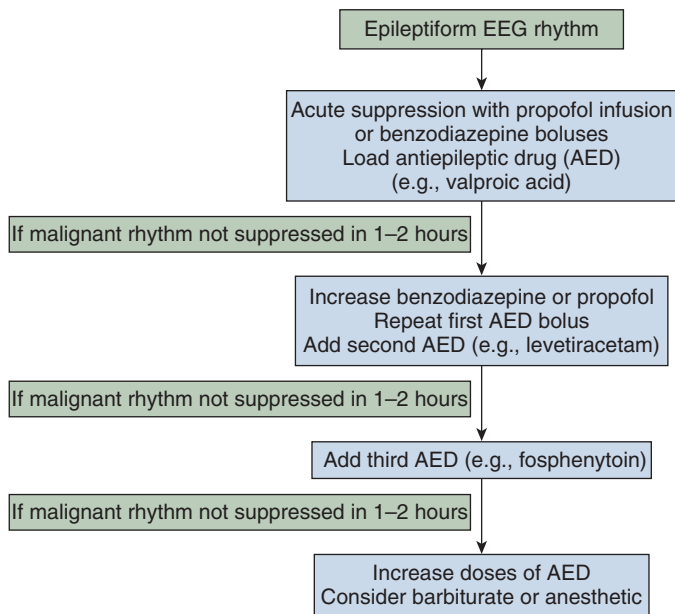 Epileptiform EEG rhythm
Acute suppression with propofol infusion
or benzodiazepine boluses
Load antiepileptic drug (AED)
(e.g., valproic acid)
If malignant rhythm not suppressed in 1–2 hours
Increase benzodiazepine or propofol
Repeat first AED bolus
Add second AED (e.g., levetiracetam)
If malignant rhythm not suppressed in 1–2 hours
Add third AED (e.g., fosphenytoin)
If malignant rhythm not suppressed in 1–2 hours
Increase doses of AED
Consider barbiturate or anesthetic